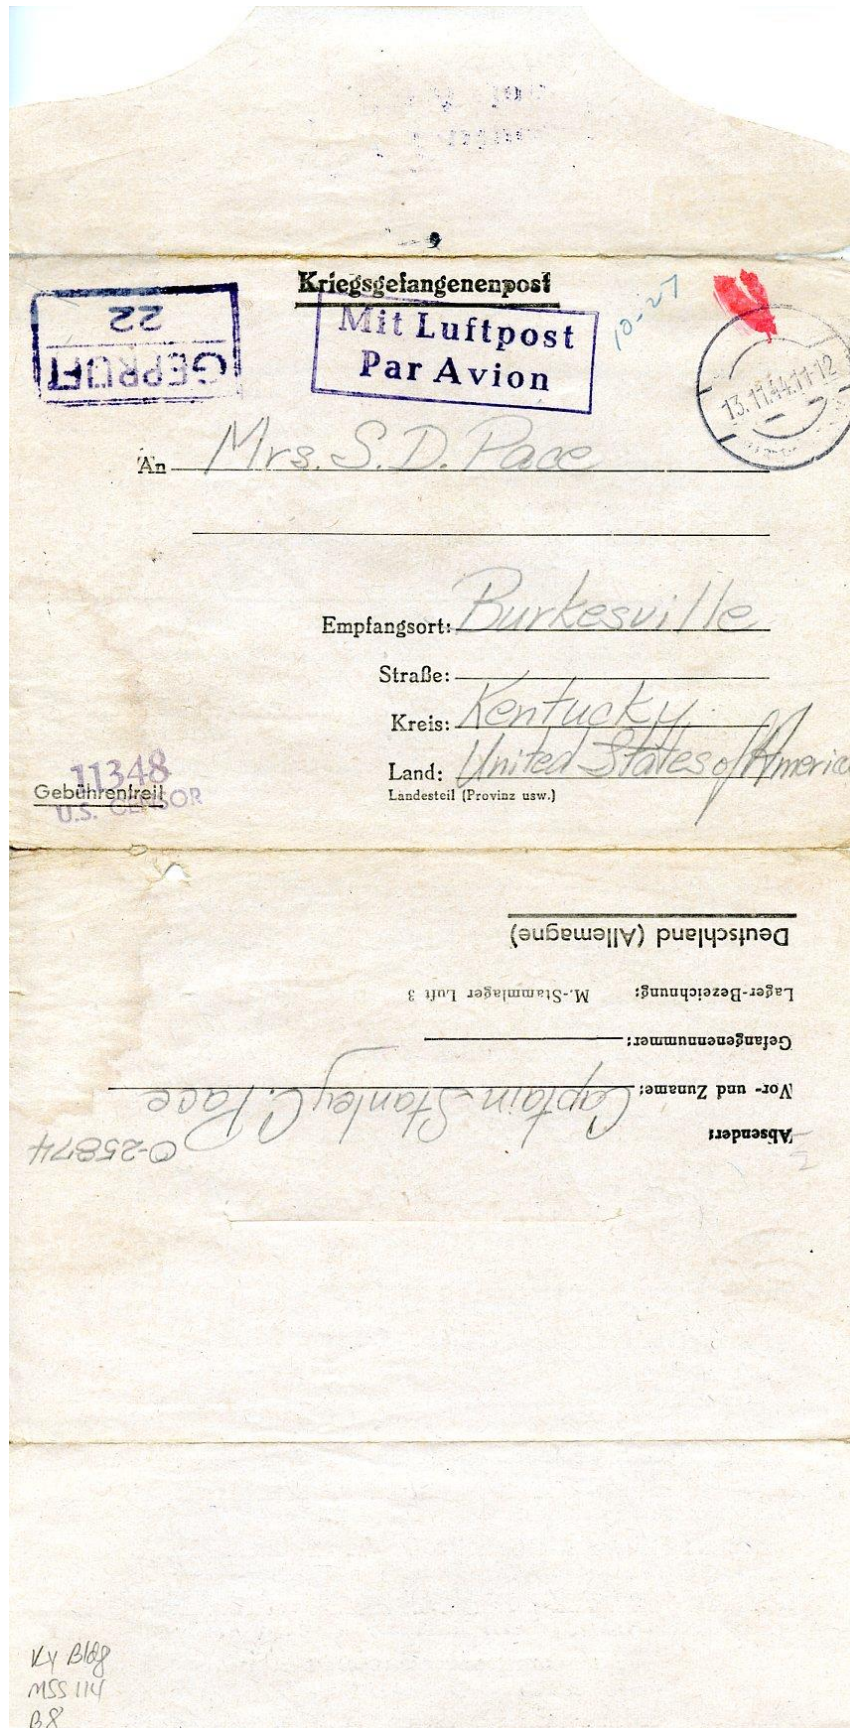 Kriegsgefangenenpost
22
GEPRÜFT
Mit Luftpost
Par Avion
10-27
13.11.44.11-12
An Mrs. S. D. Pace
Empfangsort: Burkesville
Straße:
Kreis: Kentucky
Land: United States of America
Landesteil (Provinz usw.)
Gebührenfrei!
11348
U.S. CENSOR
Absender:
Vor- und Zuname: Captain Stanley C. Pace
O-25874
Gefangenennummer:
Lager-Bezeichnung: M.-Stammlager Luft 3
Deutschland (Allemagne)
Ky Bldg
MSS 114
B8